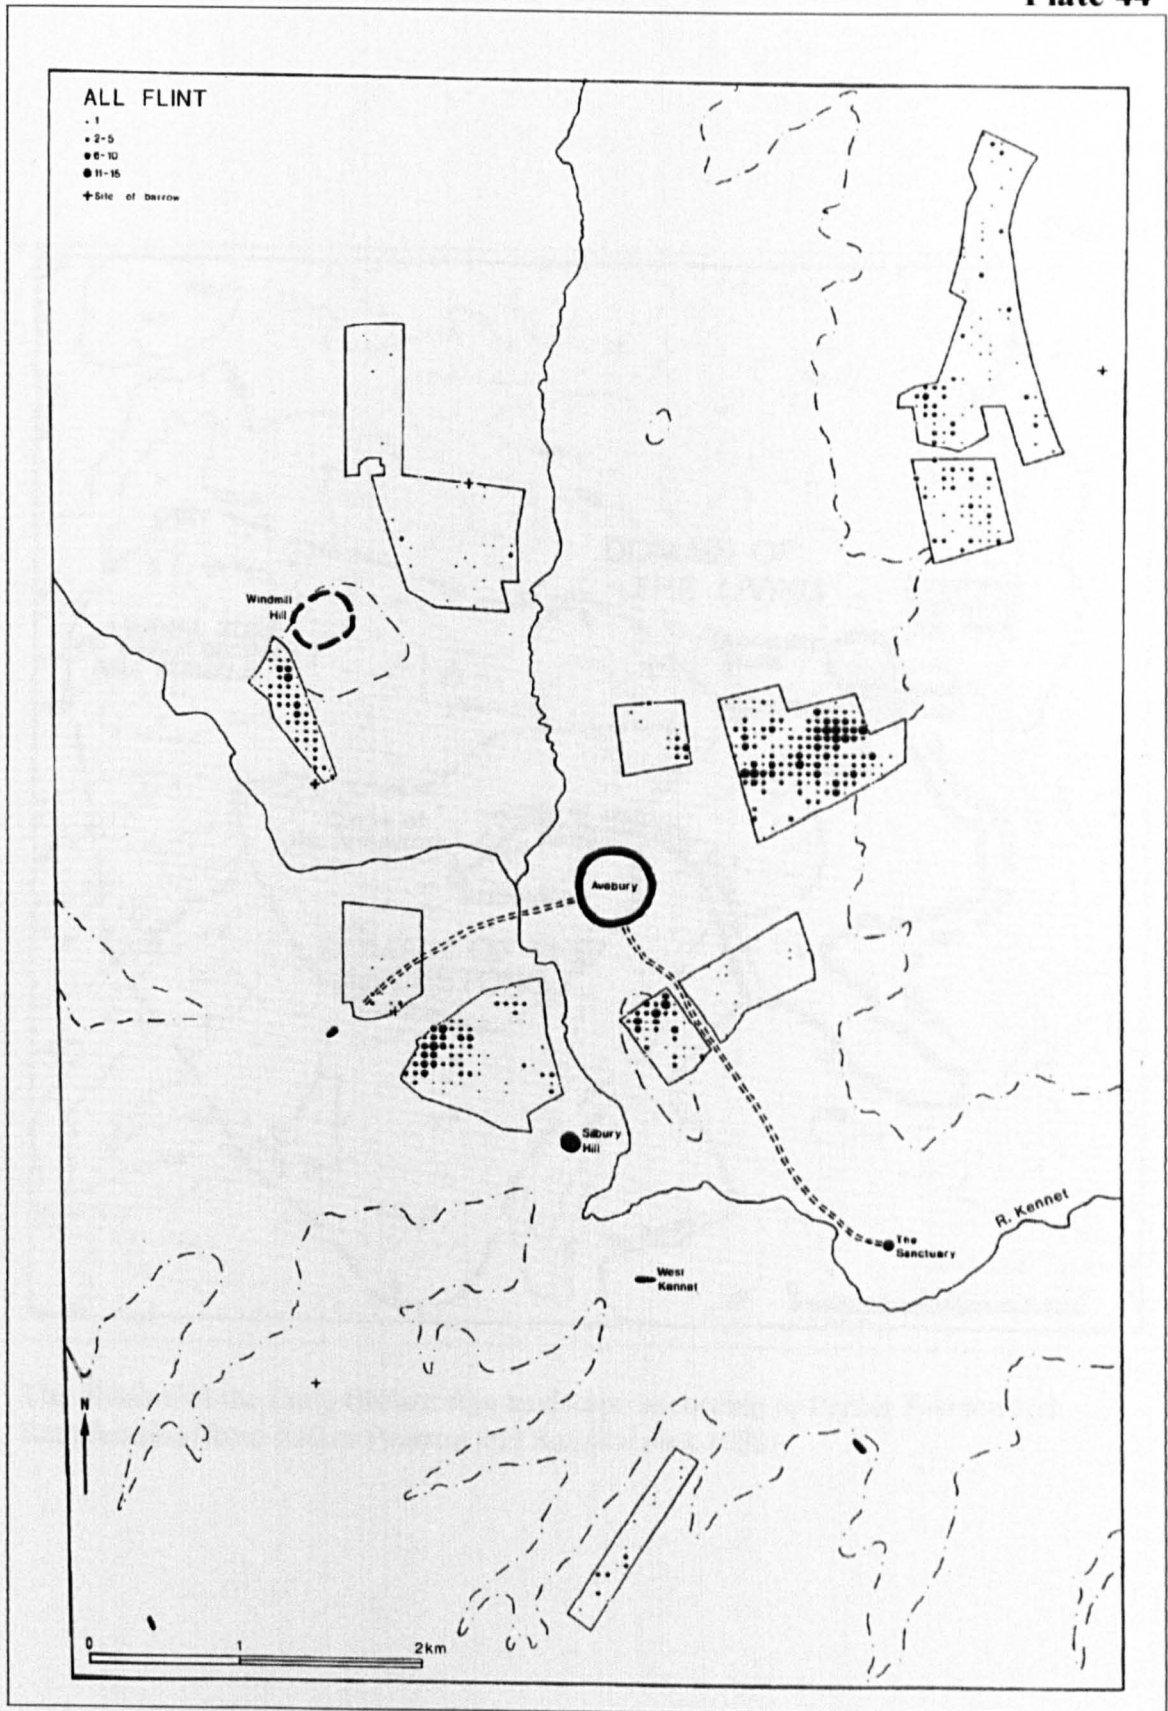 Plate 44
ALL FLINT
1
2-5
6-10
11-15
Site of barrow
Windmill
Hill
Avebury
Silbury
Hill
R. Kennet
The
Sanctuary
West
Kennet
N
0 1 2km